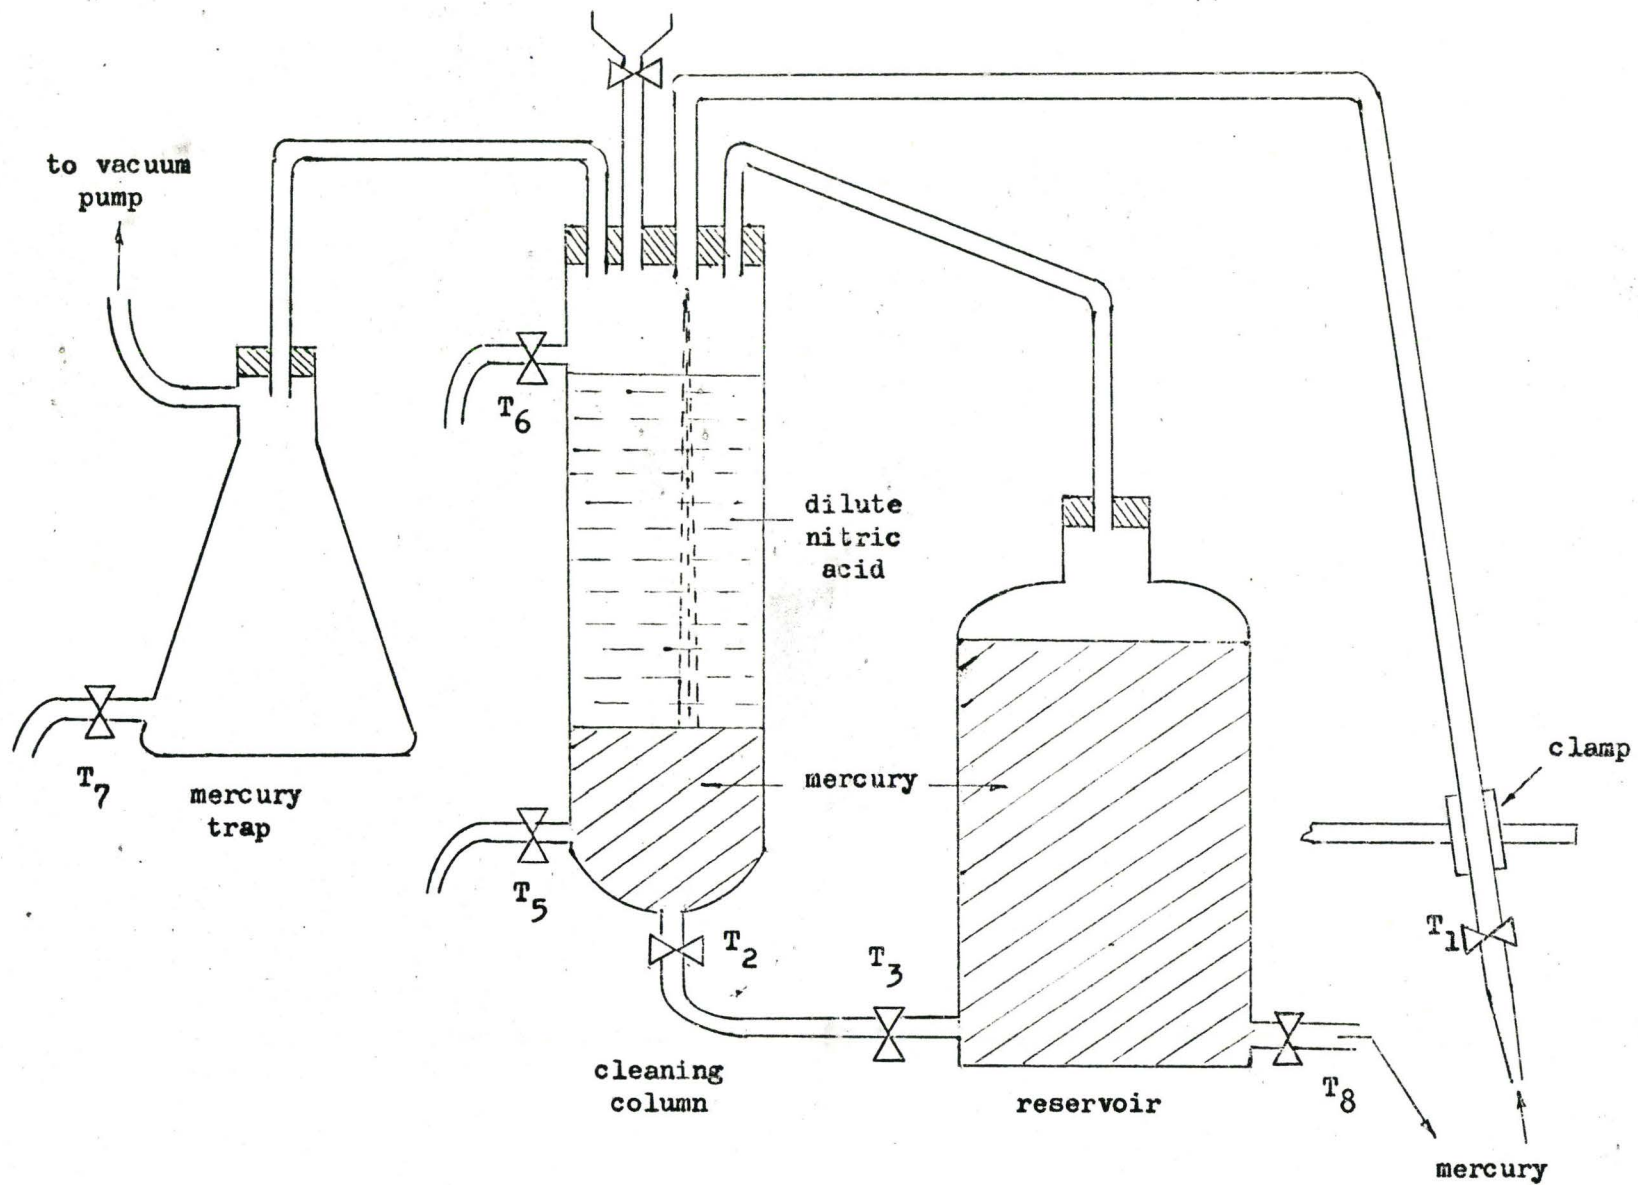 to vacuum
pump
T6
dilute
nitric
acid
clamp
T7
mercury
trap
mercury
T5
T2
T3
T1
cleaning
column
reservoir
T8
mercury